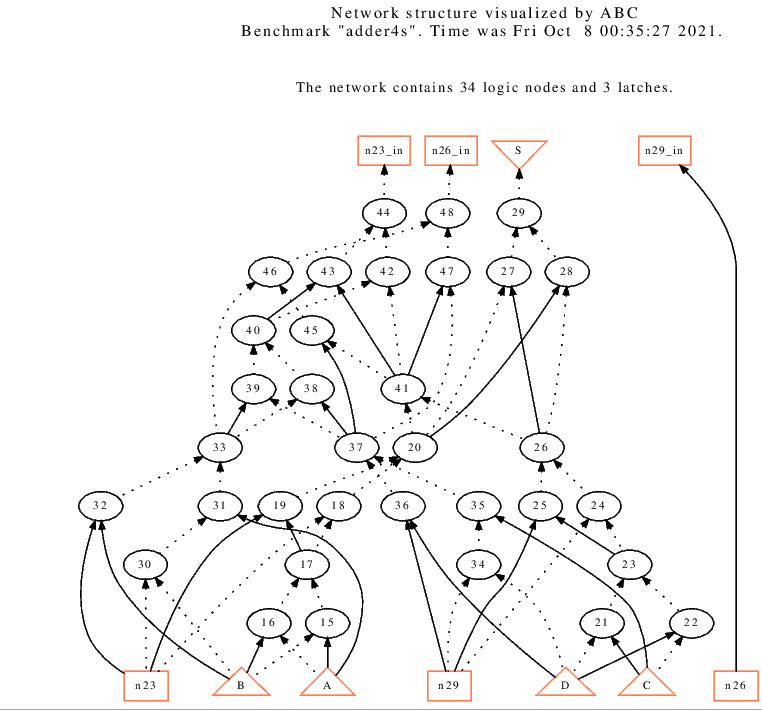 Network structure visualized by ABC
Benchmark "adder4s". Time was Fri Oct  8 00:35:27 2021.
The network contains 34 logic nodes and 3 latches.
n23_in n26_in S n29_in
44 48 29
46 43 42 47 27 28
40 45
39 38 41
33 37 20 26
32 31 19 18 36 35 25 24
30 17 34 23
16 15 21 22
n23 B A n29 D C n26